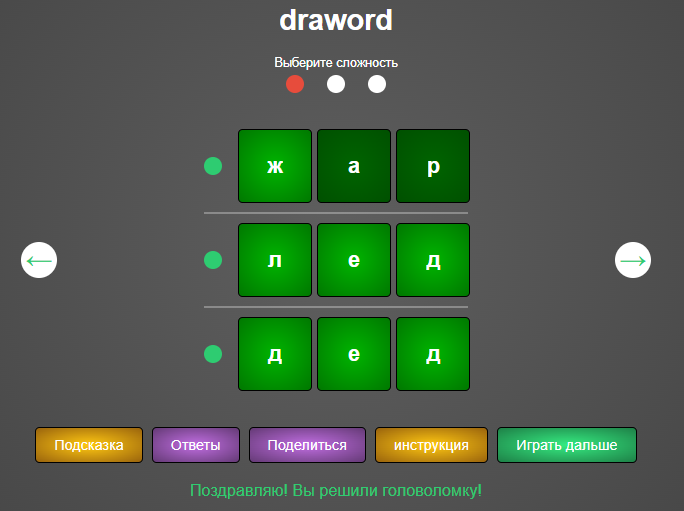 draword
Выберите сложность
ж а р
л е д
д е д
Подсказка Ответы Поделиться инструкция Играть дальше
Поздравляю! Вы решили головоломку!